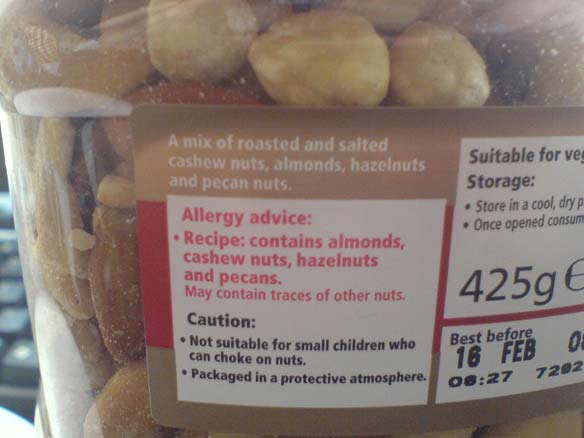 A mix of roasted and salted
cashew nuts, almonds, hazelnuts
and pecan nuts.
Allergy advice:
• Recipe: contains almonds,
cashew nuts, hazelnuts
and pecans.
May contain traces of other nuts.
Caution:
• Not suitable for small children who
can choke on nuts.
• Packaged in a protective atmosphere.
Suitable for
Storage:
• Store in a cool, dry
• Once opened
425g e
Best before
16 FEB
06:27 7292